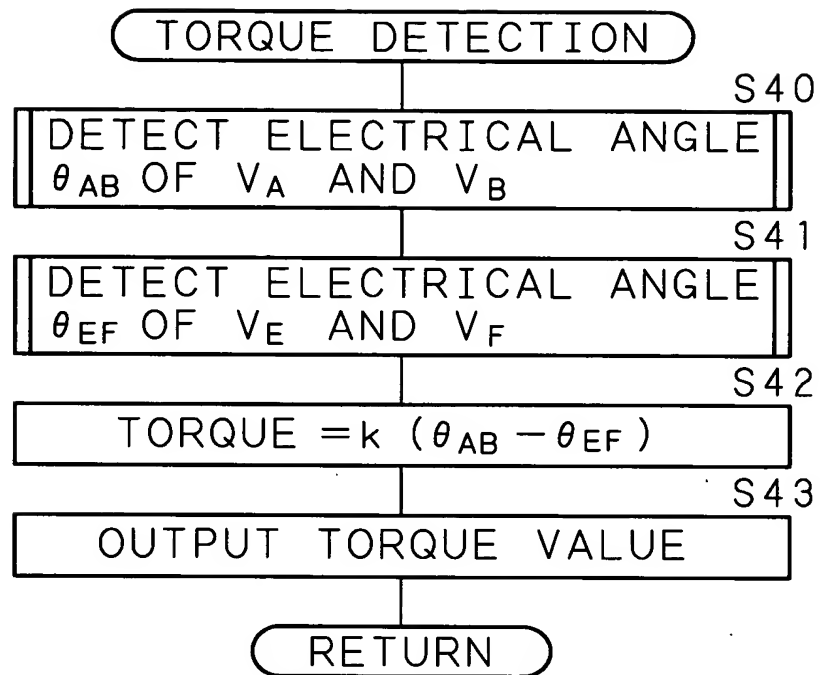 TORQUE DETECTION
S40
DETECT ELECTRICAL ANGLE
θAB OF VA AND VB
S41
DETECT ELECTRICAL ANGLE
θEF OF VE AND VF
S42
TORQUE = k (θAB − θEF)
S43
OUTPUT TORQUE VALUE
RETURN